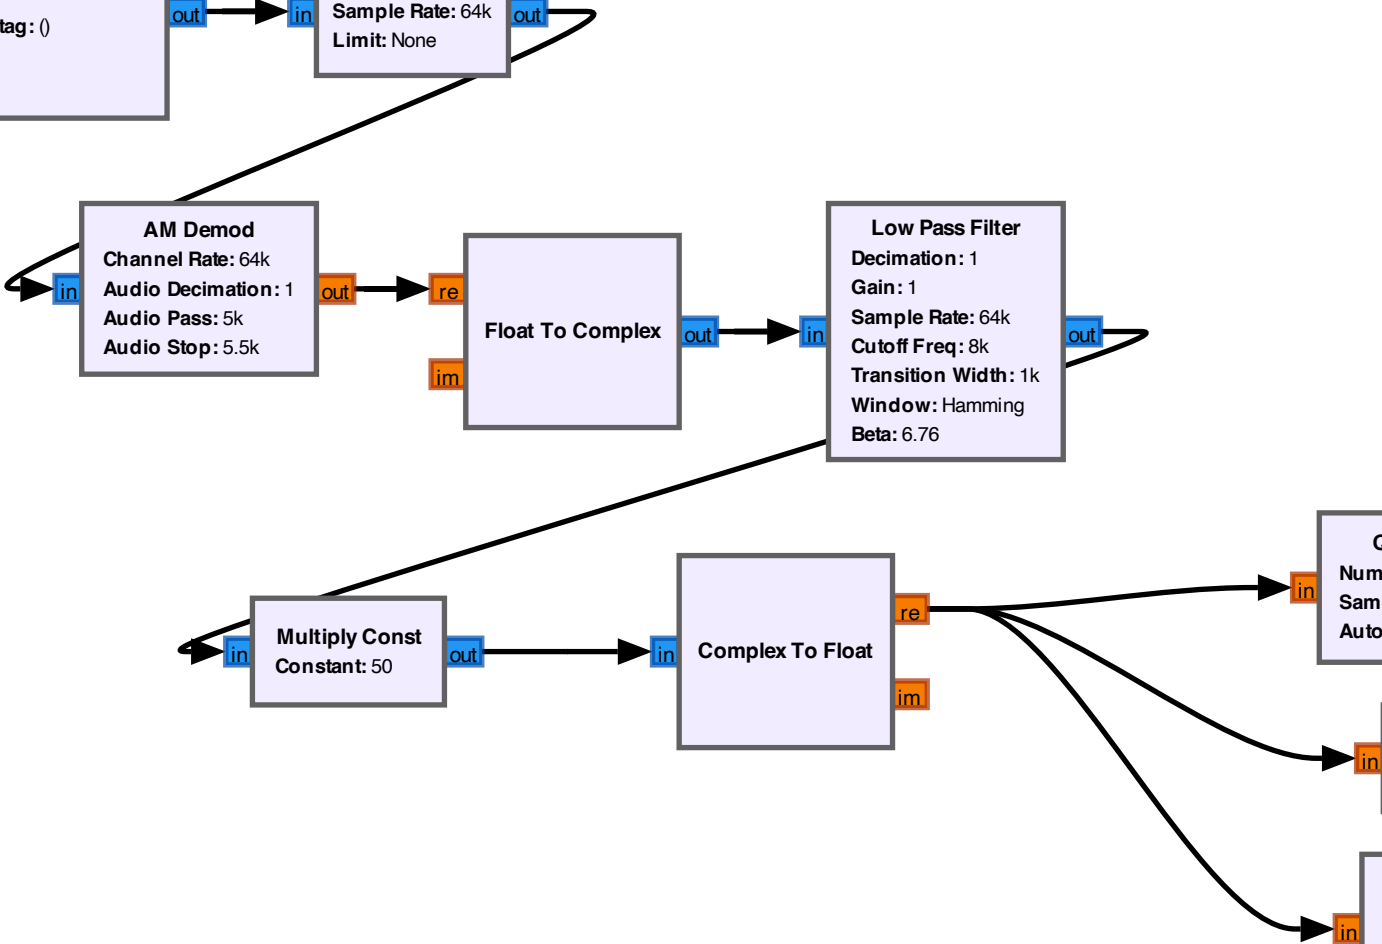 tag: ()
out
in
Sample Rate: 64k
Limit: None
out
in
AM Demod
Channel Rate: 64k
Audio Decimation: 1
Audio Pass: 5k
Audio Stop: 5.5k
out
re
im
Float To Complex
out
in
Low Pass Filter
Decimation: 1
Gain: 1
Sample Rate: 64k
Cutoff Freq: 8k
Transition Width: 1k
Window: Hamming
Beta: 6.76
out
in
Multiply Const
Constant: 50
out
in
Complex To Float
re
im
in
Q
Num
Sam
Auto
in
in